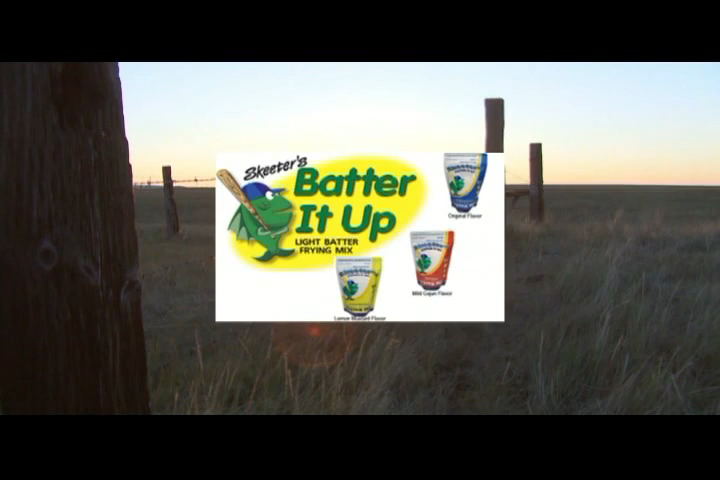 Skeeter's
Batter
It Up
LIGHT BATTER
FRYING MIX
Original Flavor
Mild Cajun Flavor
Lemon Mustard Flavor